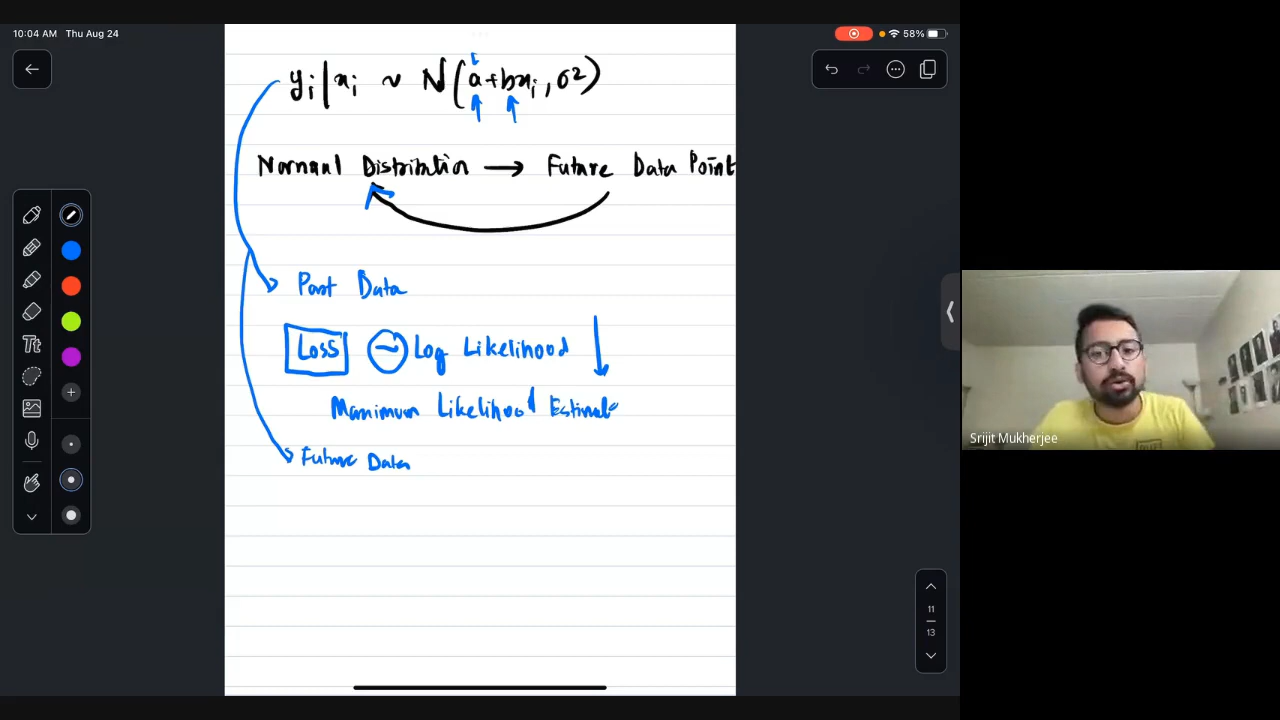 10:04 AM Thu Aug 24
58%
yi|xi ~ N(a+bxi, σ2)
Normal Distribution → Future Data Point
Past Data
Loss - Log Likelihood ↓
Maximum Likelihood Estimate
Future Data
Tt
11
13
Srijit Mukherjee